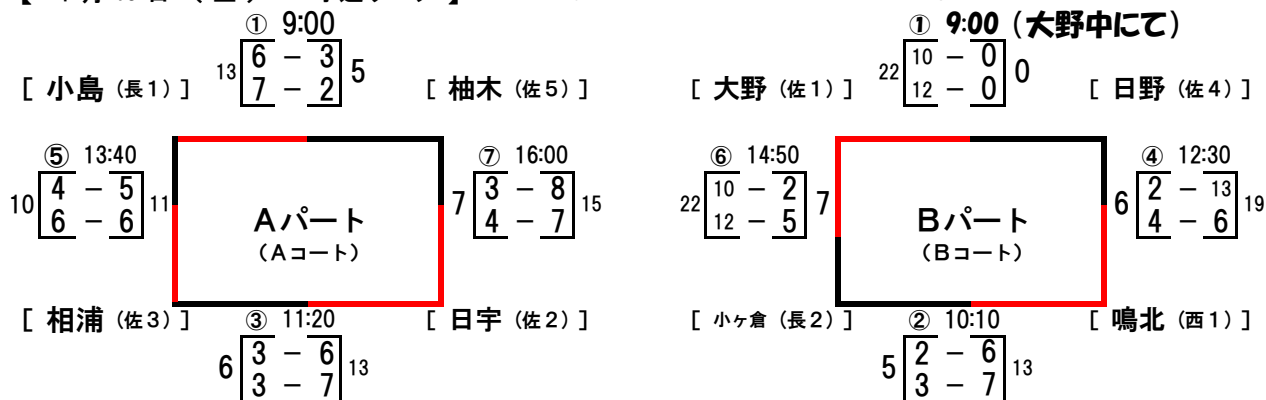 ① 9:00
13 6 － 3 5
7 － 2
[ 小島（長１）]
[ 柚木（佐５）]
⑤ 13:40
10 4 － 5 11
6 － 6
Ａパート
（Ａコート）
⑦ 16:00
7 3 － 8 15
4 － 7
[ 相浦（佐３）]
[ 日宇（佐２）]
③ 11:20
6 3 － 6 13
3 － 7
① 9:00（大野中にて）
22 10 － 0 0
12 － 0
[ 大野（佐１）]
[ 日野（佐４）]
⑥ 14:50
22 10 － 2 7
12 － 5
Ｂパート
（Ｂコート）
④ 12:30
6 2 － 13 19
4 － 6
[ 小ヶ倉（長２）]
[ 鳴北（西１）]
② 10:10
5 2 － 6 13
3 － 7